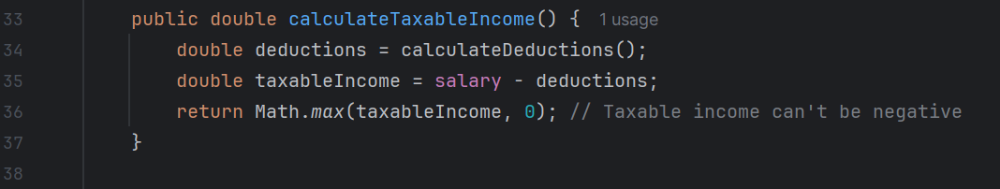 33 public double calculateTaxableIncome() { 1 usage
34 double deductions = calculateDeductions();
35 double taxableIncome = salary - deductions;
36 return Math.max(taxableIncome, 0); // Taxable income can't be negative
37 }
38